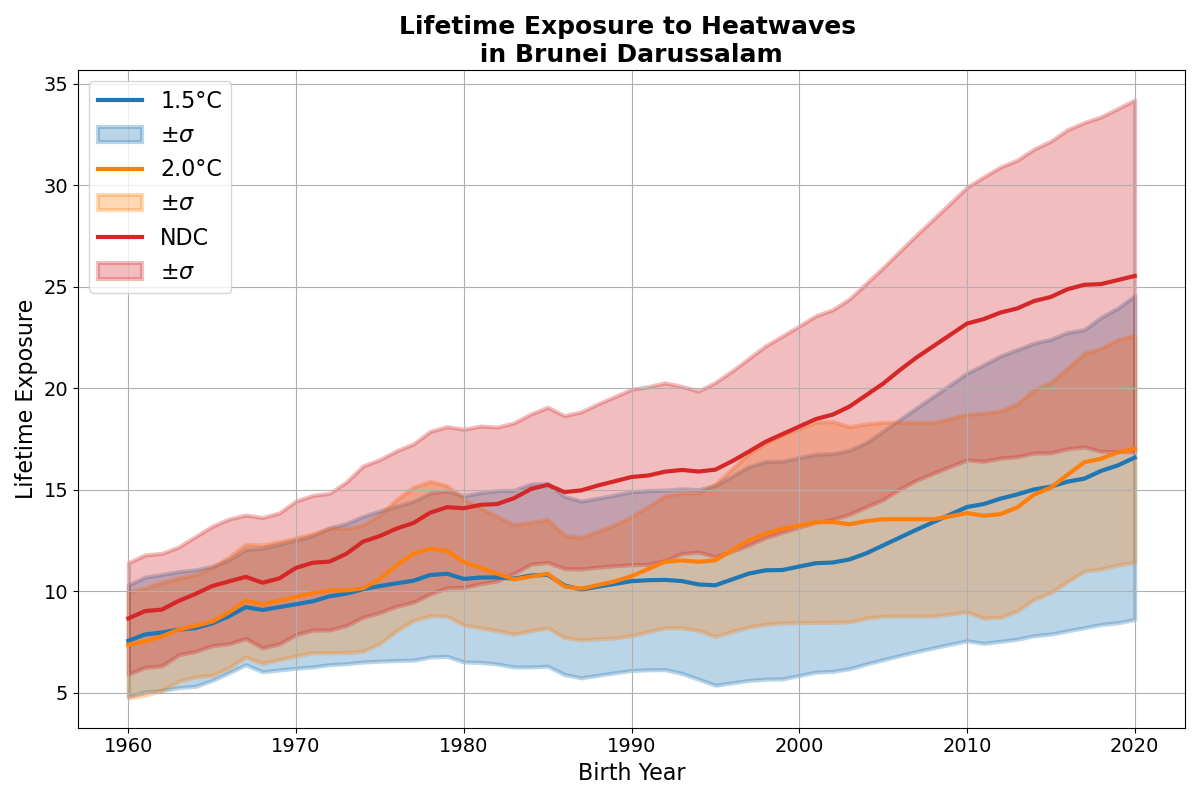 Lifetime Exposure to Heatwaves
in Brunei Darussalam
1.5°C
±σ
2.0°C
±σ
NDC
±σ
Lifetime Exposure
35
30
25
20
15
10
5
1960
1970
1980
1990
2000
2010
2020
Birth Year